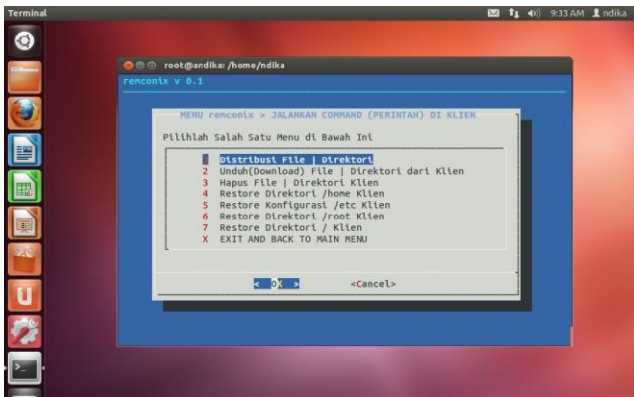 Terminal
9:33 AM ndika
root@andika: /home/ndika
remconix v 0.1
MENU remconix > JALANKAN COMMAND (PERINTAH) DI KLIEN
Pilihlah Salah Satu Menu di Bawah Ini
1 Distribusi File | Direktori
2 Unduh(Download) File | Direktori dari Klien
3 Hapus File | Direktori Klien
4 Restore Direktori /home Klien
5 Restore Konfigurasi /etc Klien
6 Restore Direktori /root Klien
7 Restore Direktori / Klien
X EXIT AND BACK TO MAIN MENU
< OK > <Cancel>